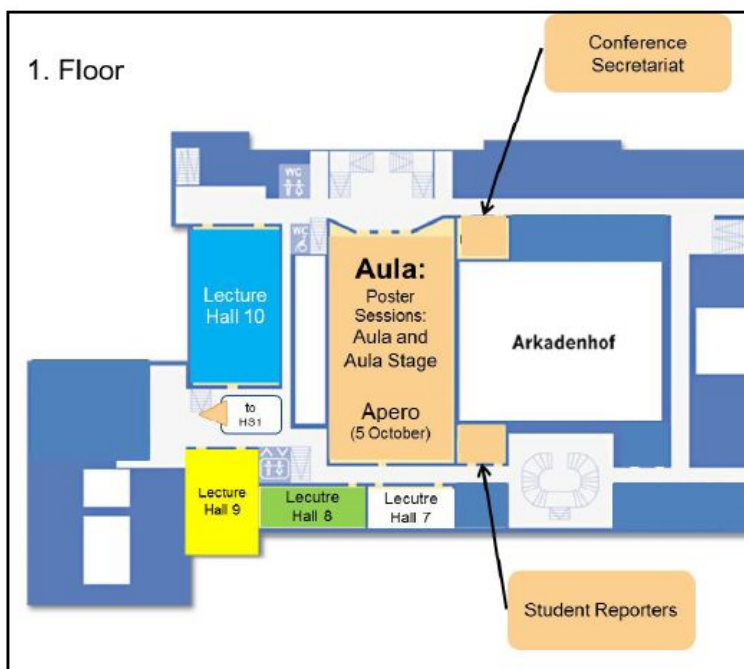 Conference
Secretariat
1. Floor
WC
WC
Aula:
Poster
Sessions:
Aula and
Aula Stage
Apero
(5 October)
Lecture
Hall 10
Arkadenhof
to
HS1
Lecture
Hall 9
Lecutre
Hall 8
Lecutre
Hall 7
Student Reporters